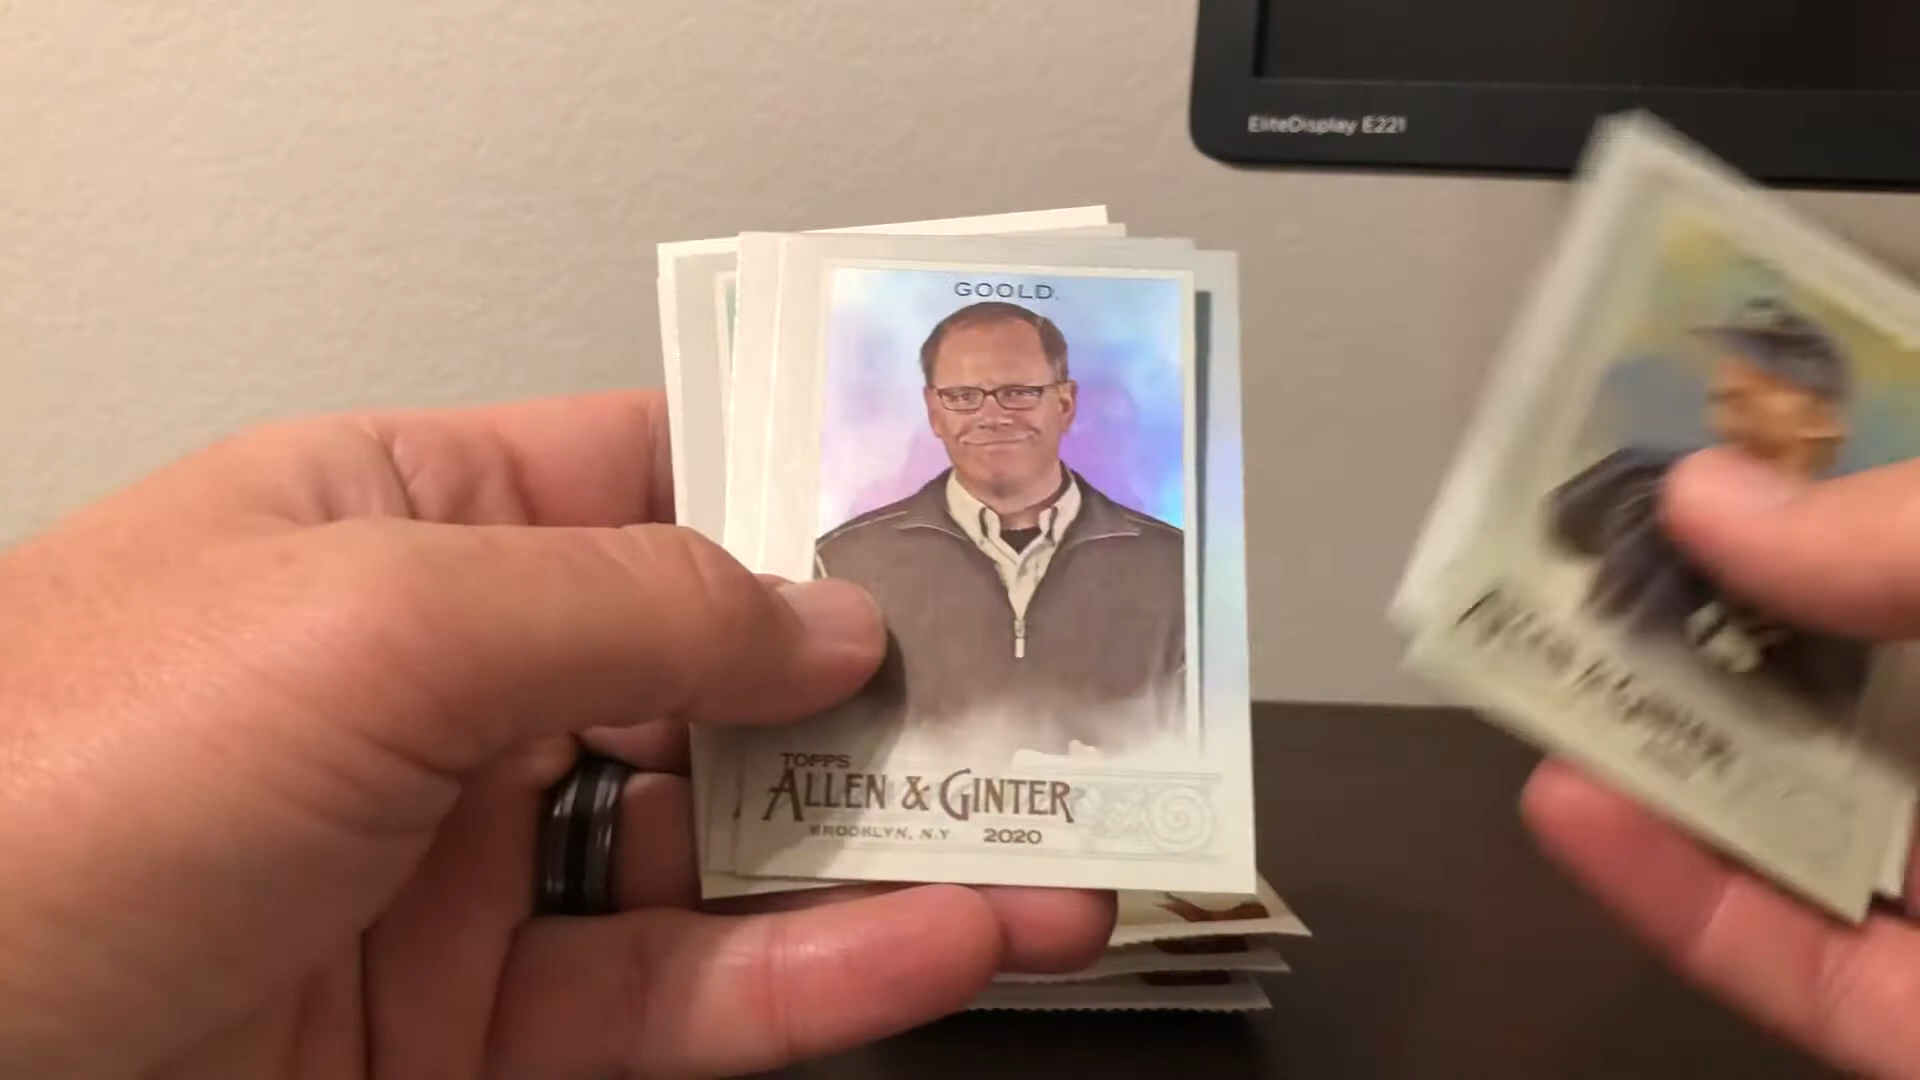 EliteDisplay E221
GOOLD.
TOPPS
ALLEN & GINTER
BROOKLYN, N.Y 2020